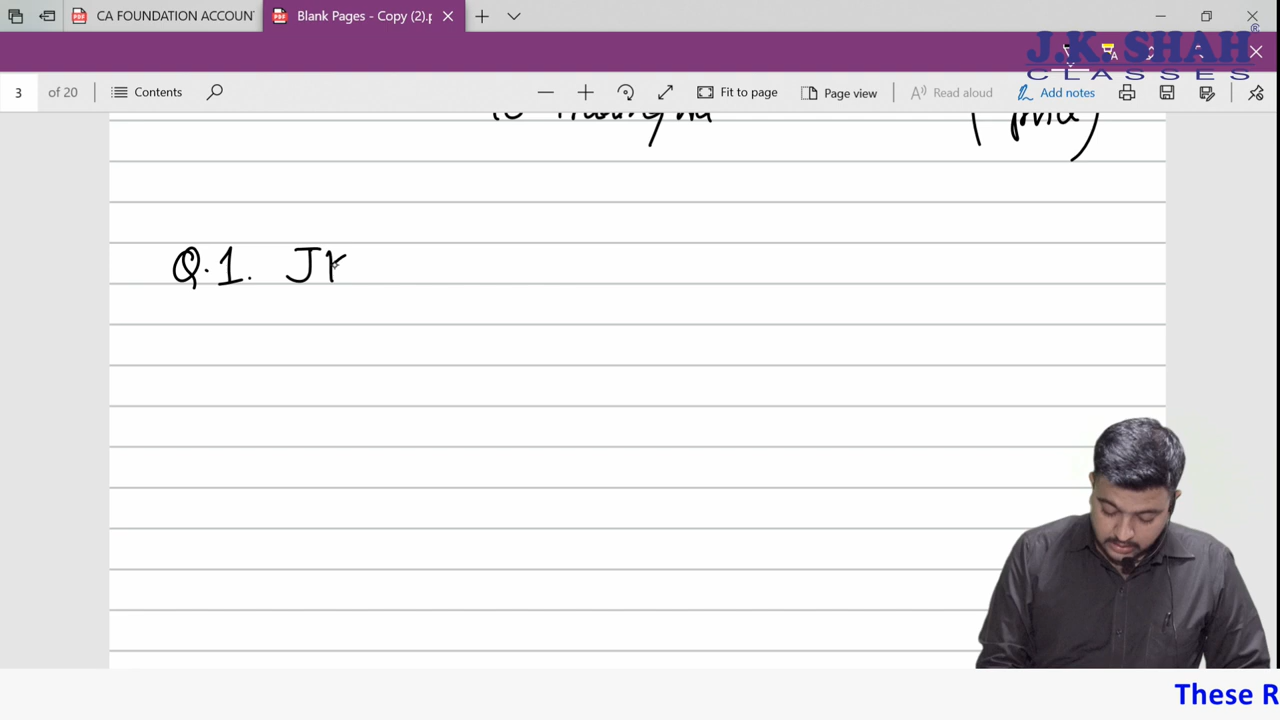 CA FOUNDATION ACCOUN
Blank Pages - Copy (2).p
J.K. SHAH®
CLASSES
3 of 20 Contents Fit to page Page view Read aloud Add notes
Q.1. JK
These R